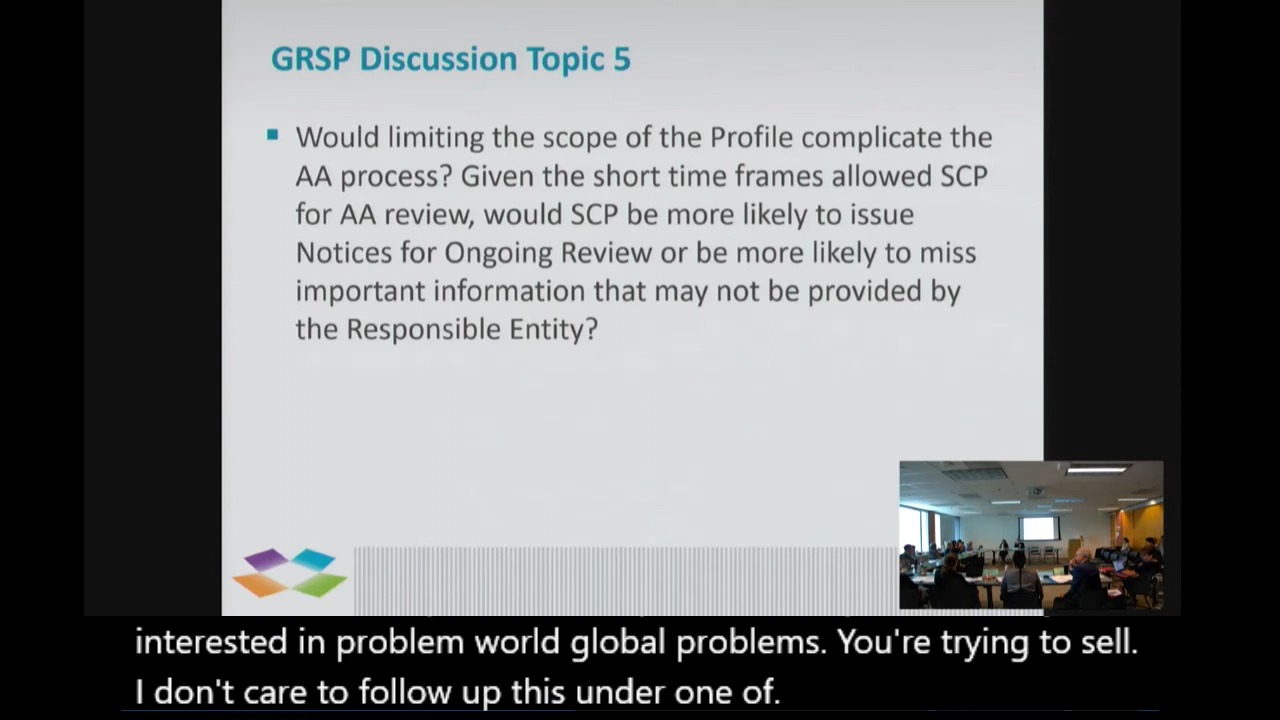 GRSP Discussion Topic 5
Would limiting the scope of the Profile complicate the
AA process? Given the short time frames allowed SCP
for AA review, would SCP be more likely to issue
Notices for Ongoing Review or be more likely to miss
important information that may not be provided by
the Responsible Entity?
interested in problem world global problems. You're trying to sell.
I don't care to follow up this under one of.